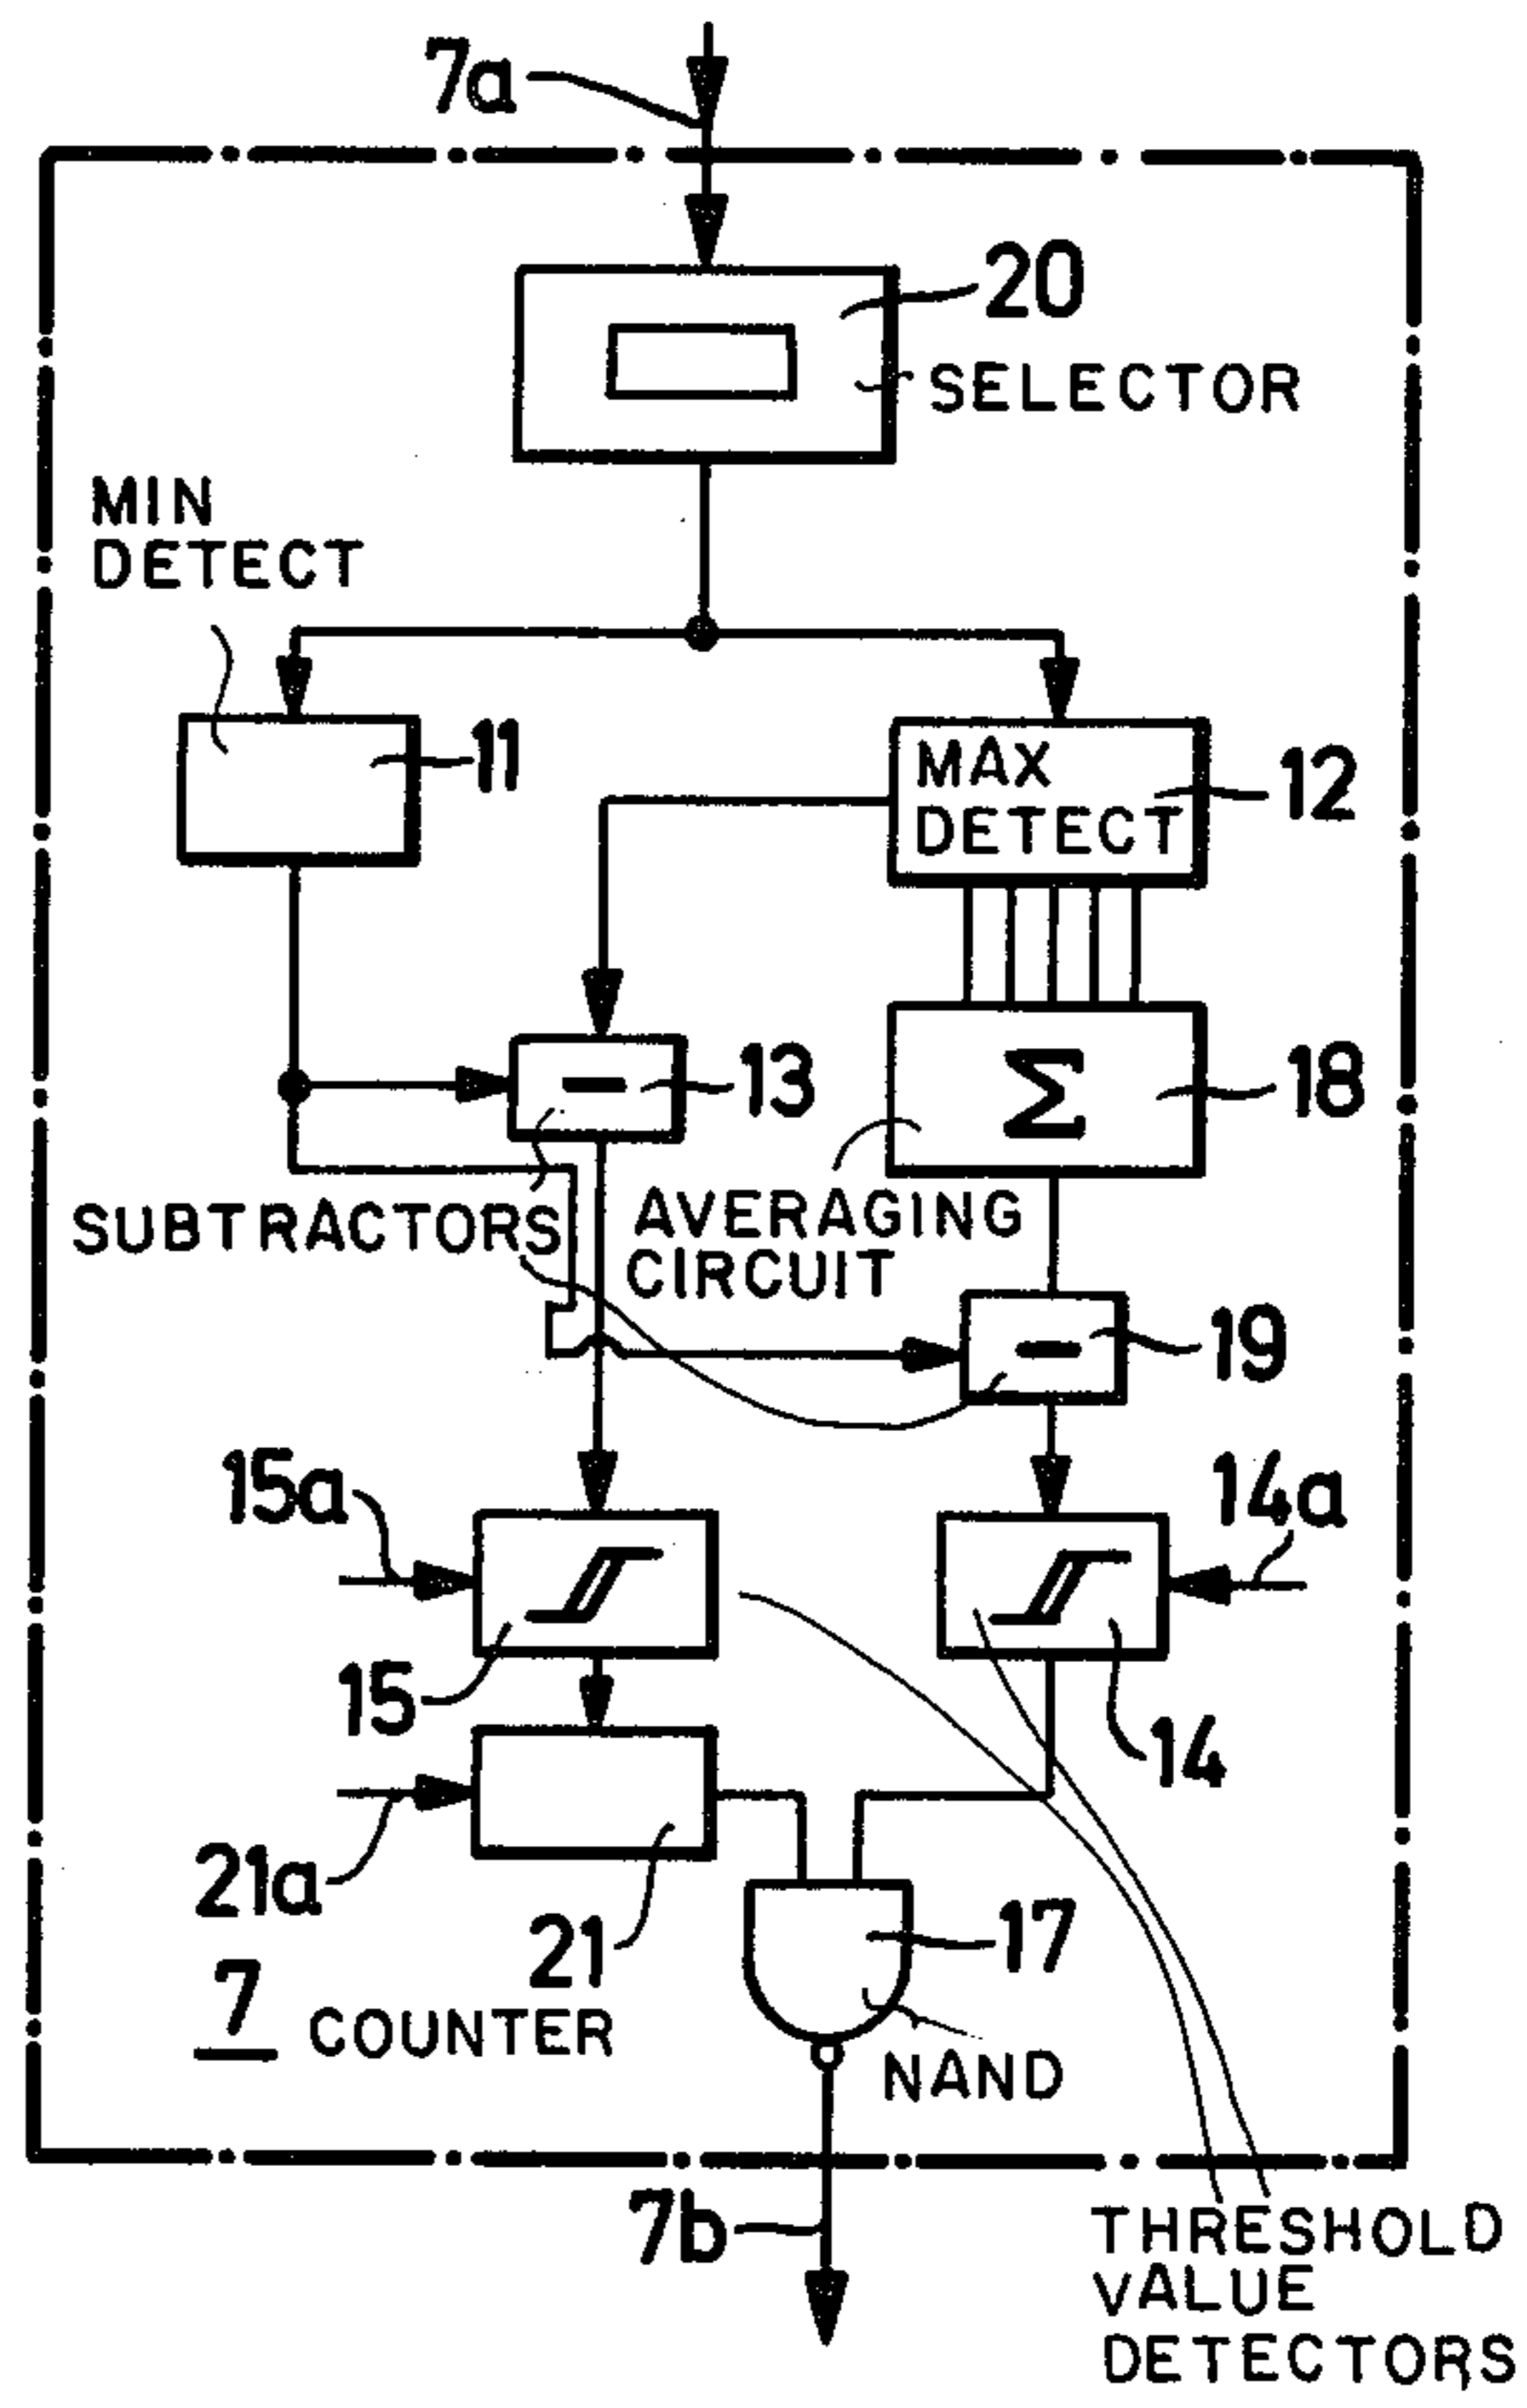 7a
20
SELECTOR
MIN
DETECT
11
MAX
DETECT
12
13
Σ
18
SUBTRACTORS
AVERAGING
CIRCUIT
19
15a
14a
15
14
21a
21
17
7
COUNTER
NAND
7b
THRESHOLD
VALUE
DETECTORS